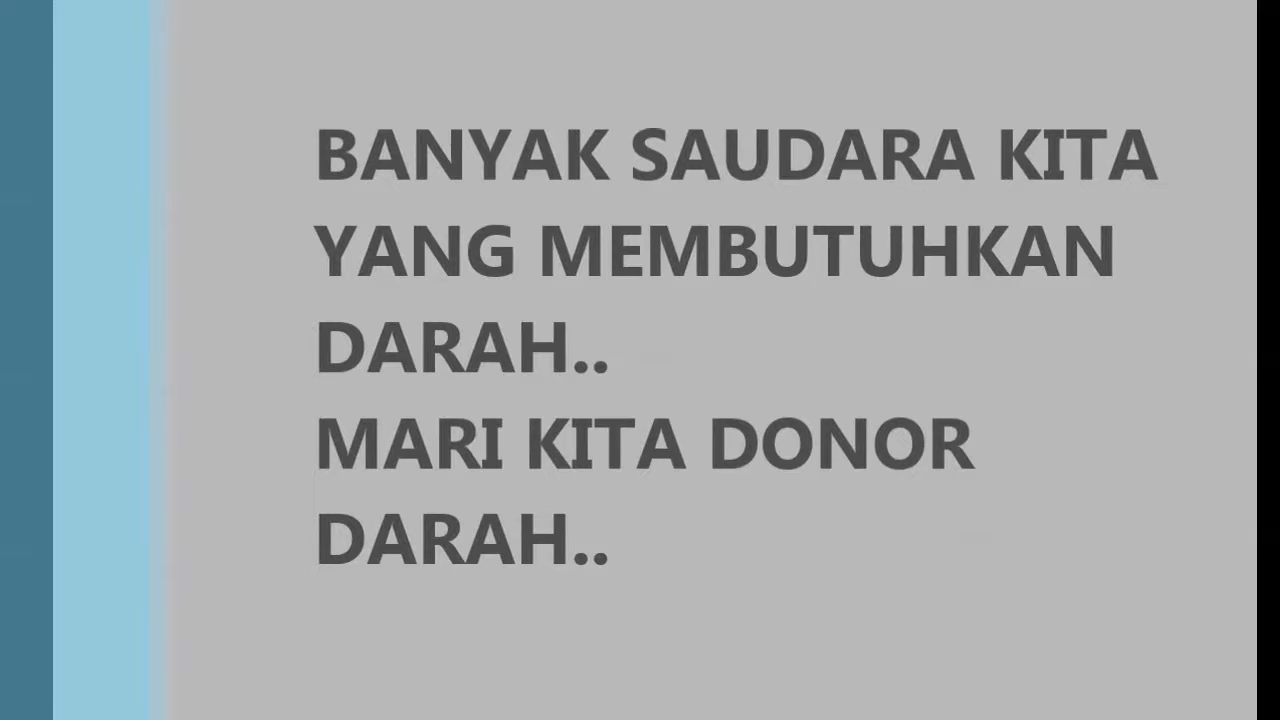 BANYAK SAUDARA KITA
YANG MEMBUTUHKAN
DARAH..
MARI KITA DONOR
DARAH..